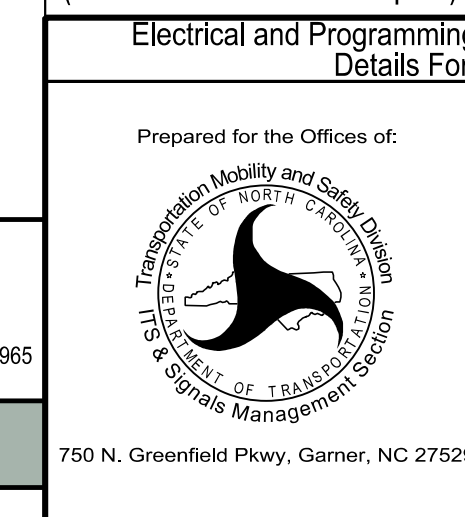 Electrical and Programming
Details For
Prepared for the Offices of:
Transportation Mobility and Safety Division
STATE OF NORTH CAROLINA
DEPARTMENT OF TRANSPORTATION
ITS & Signals Management Section
965
750 N. Greenfield Pkwy, Garner, NC 27529